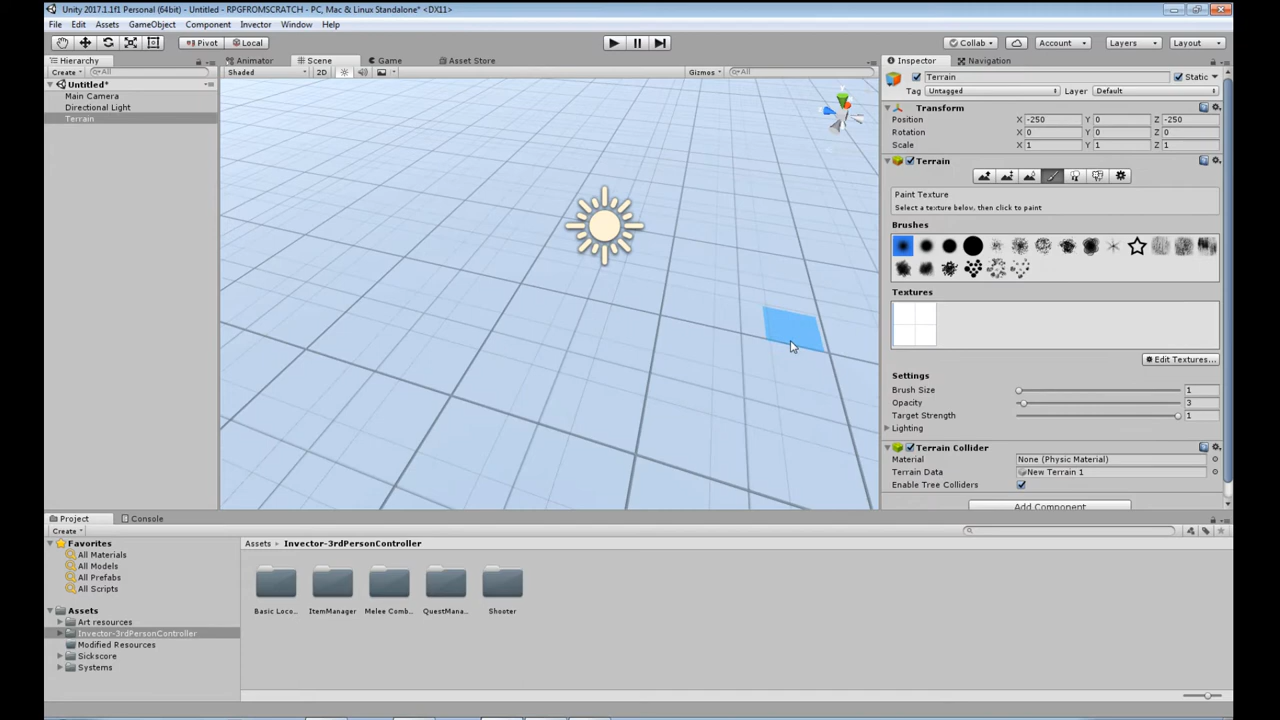 Unity 2017.1.1f1 Personal (64bit) - Untitled - RPGFROMSCRATCH - PC, Mac & Linux Standalone* <DX11>
File Edit Assets GameObject Component Invector Window Help
Pivot Local Collab Account Layers Layout
Hierarchy Animator Scene Game Asset Store Inspector Navigation
Create All Shaded 2D Gizmos All
Untitled*
Main Camera
Directional Light
Terrain
Terrain Static
Tag Untagged Layer Default
Transform
Position X -250 Y 0 Z -250
Rotation X 0 Y 0 Z 0
Scale X 1 Y 1 Z 1
Terrain
Paint Texture
Select a texture below, then click to paint
Brushes
Textures
Edit Textures...
Settings
Brush Size 1
Opacity 3
Target Strength 1
Lighting
Terrain Collider
Material None (Physic Material)
Terrain Data New Terrain 1
Enable Tree Colliders
Add Component
Project Console
Create
Favorites
All Materials
All Models
All Prefabs
All Scripts
Assets
Art resources
Invector-3rdPersonController
Modified Resources
Sickscore
Systems
Assets Invector-3rdPersonController
Basic Loco... ItemManager Melee Comb... QuestMana... Shooter